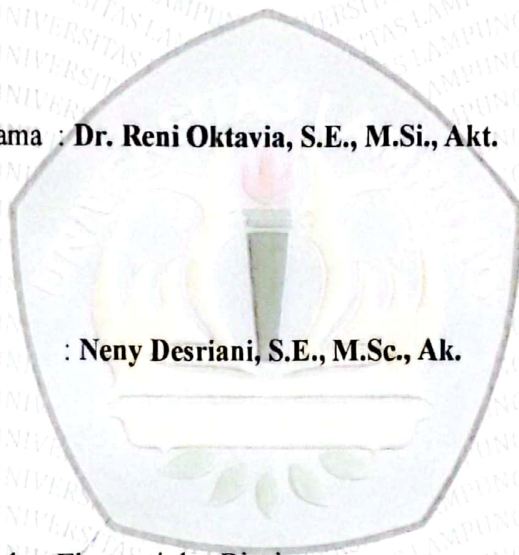 ama : Dr. Reni Oktavia, S.E., M.Si., Akt.
: Neny Desriani, S.E., M.Sc., Ak.